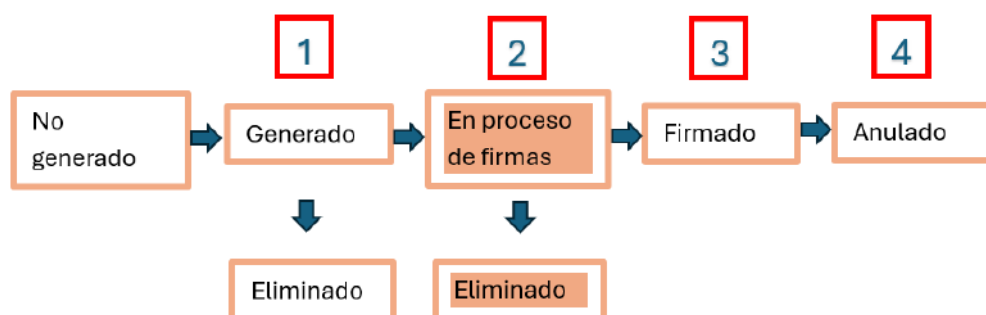 1
2
3
4
No
generado
Generado
En proceso
de firmas
Firmado
Anulado
Eliminado
Eliminado